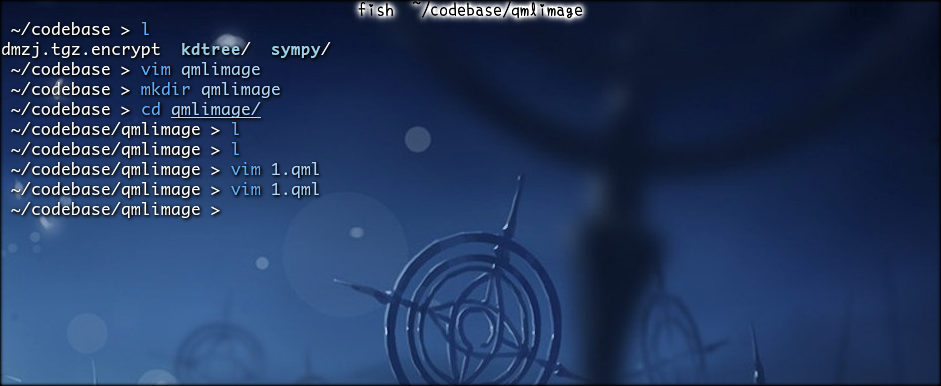 fish ~/codebase/qmlimage
~/codebase > l
dmzj.tgz.encrypt kdtree/ sympy/
~/codebase > vim qmlimage
~/codebase > mkdir qmlimage
~/codebase > cd qmlimage/
~/codebase/qmlimage > l
~/codebase/qmlimage > l
~/codebase/qmlimage > vim 1.qml
~/codebase/qmlimage > vim 1.qml
~/codebase/qmlimage >